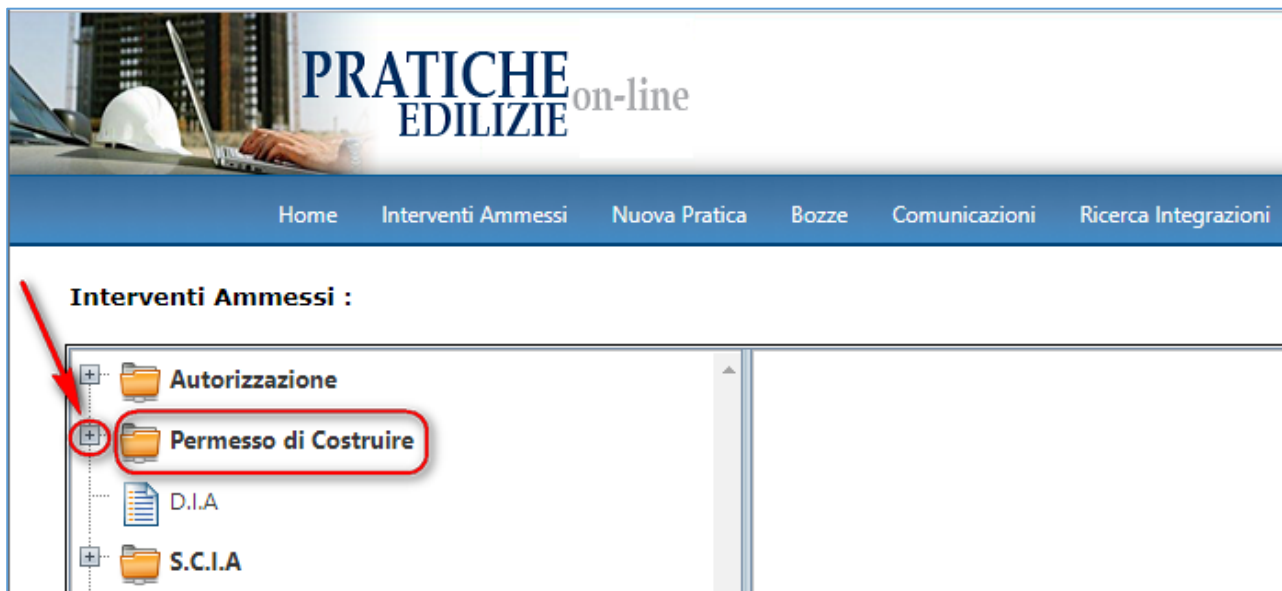 PRATICHE
EDILIZIE on-line
Home Interventi Ammessi Nuova Pratica Bozze Comunicazioni Ricerca Integrazioni
Interventi Ammessi :
Autorizzazione
Permesso di Costruire
D.I.A
S.C.I.A